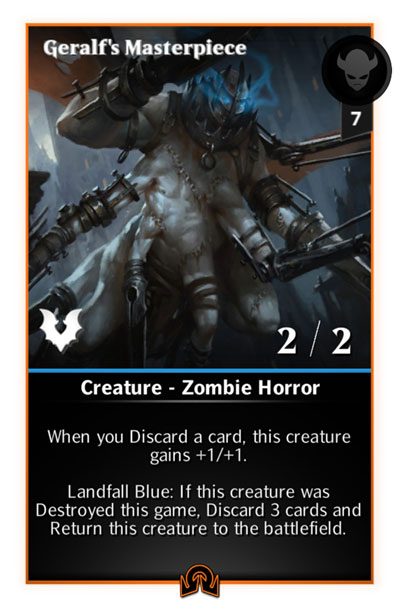 Geralf's Masterpiece
7
2 / 2
Creature - Zombie Horror
When you Discard a card, this creature
gains +1/+1.
Landfall Blue: If this creature was
Destroyed this game, Discard 3 cards and
Return this creature to the battlefield.